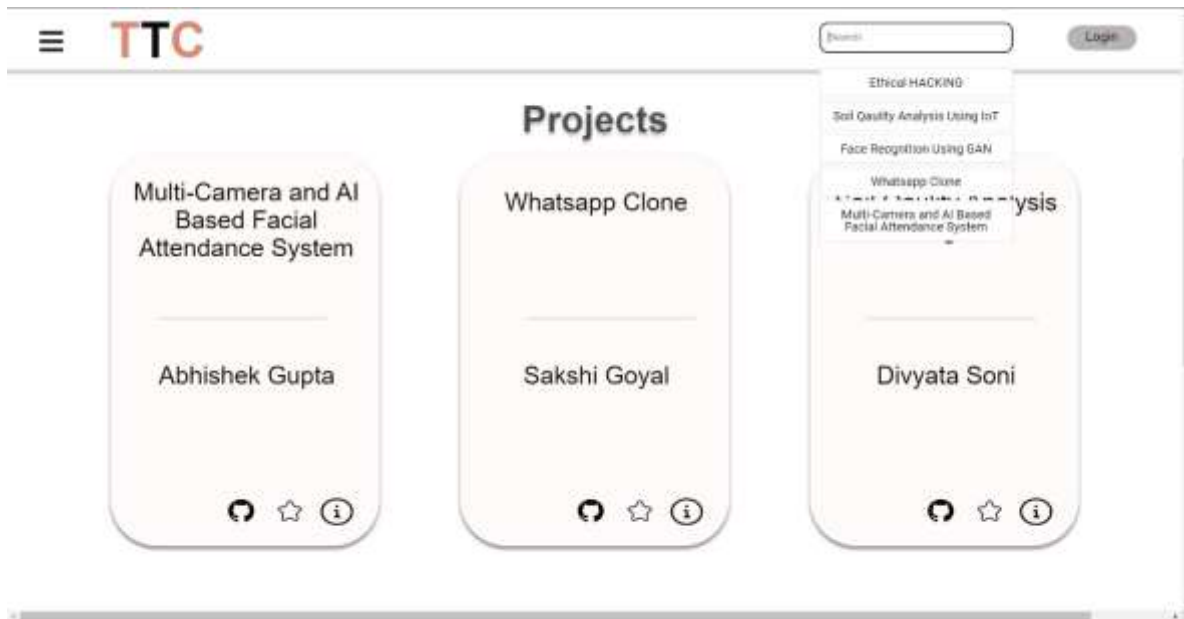 TTC
Search
Login
Ethical HACKING
Soil Qaulity Analysis Using IoT
Face Reognition Using GAN
Whatsapp Clone
Multi-Camera and AI Based
Facial Attendance System
Projects
Multi-Camera and AI
Based Facial
Attendance System
Abhishek Gupta
Whatsapp Clone
Sakshi Goyal
Divyata Soni